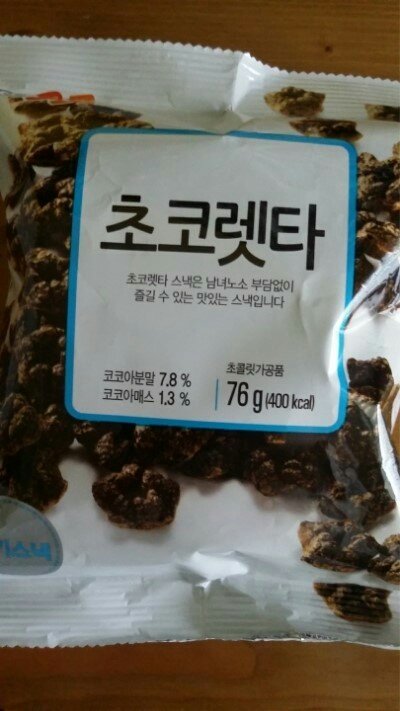 초코렛타
초코렛타 스낵은 남녀노소 부담없이
즐길 수 있는 맛있는 스낵입니다
코코아분말 7.8 %
코코아매스 1.3 %
초콜릿가공품
76 g (400 kcal)